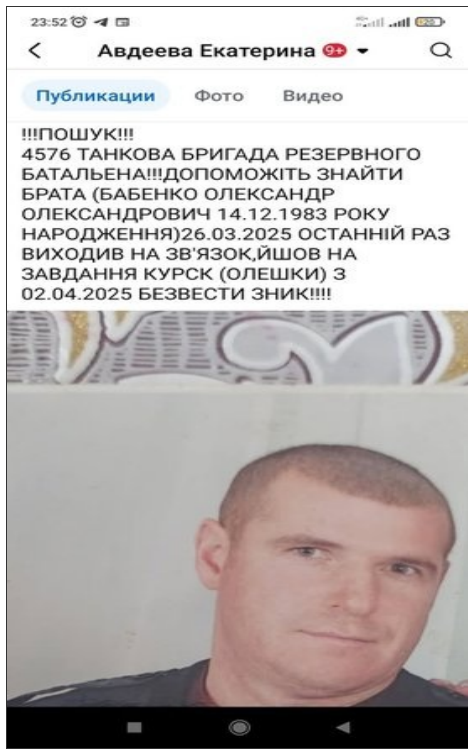 23:52
Авдеева Екатерина 9+
Публикации Фото Видео
!!!ПОШУК!!!
4576 ТАНКОВА БРИГАДА РЕЗЕРВНОГО
БАТАЛЬЕНА!!!ДОПОМОЖІТЬ ЗНАЙТИ
БРАТА (БАБЕНКО ОЛЕКСАНДР
ОЛЕКСАНДРОВИЧ 14.12.1983 РОКУ
НАРОДЖЕННЯ)26.03.2025 ОСТАННІЙ РАЗ
ВИХОДИВ НА ЗВ'ЯЗОК,ЙШОВ НА
ЗАВДАННЯ КУРСК (ОЛЕШКИ) З
02.04.2025 БЕЗВЕСТИ ЗНИК!!!!